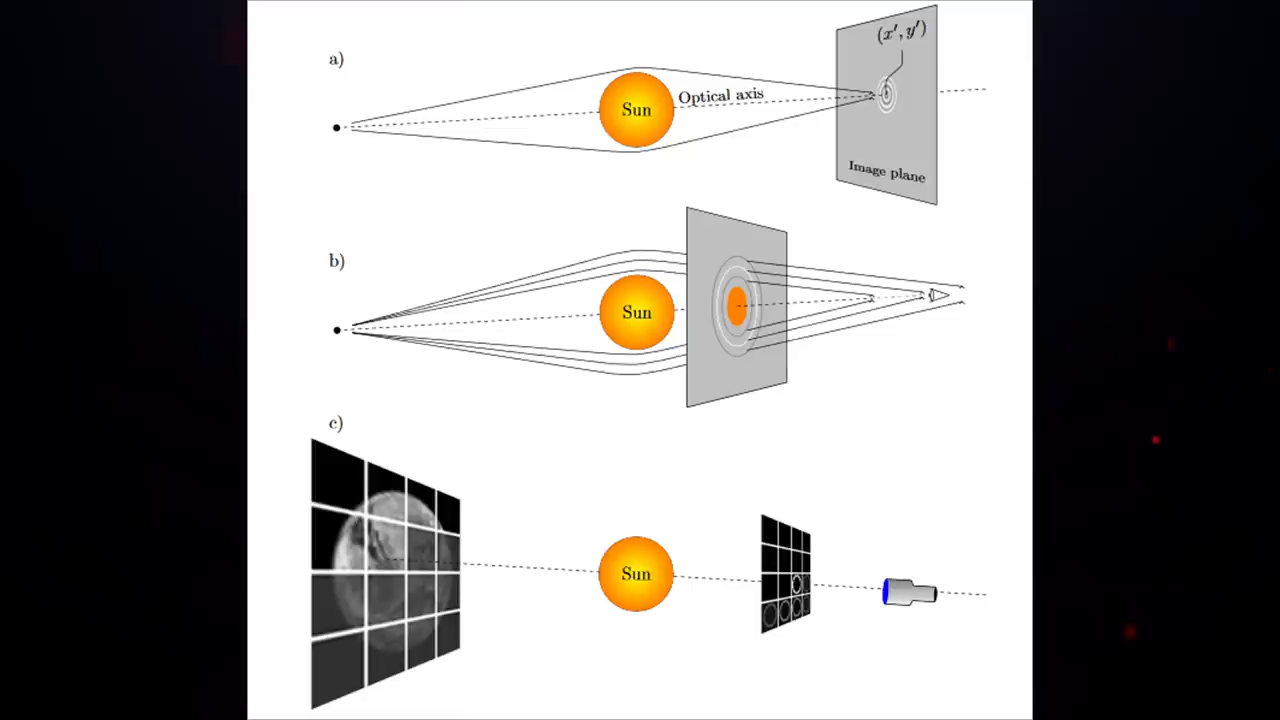 a)
(x′, y′)
Sun
Optical axis
Image plane
b)
Sun
c)
Sun